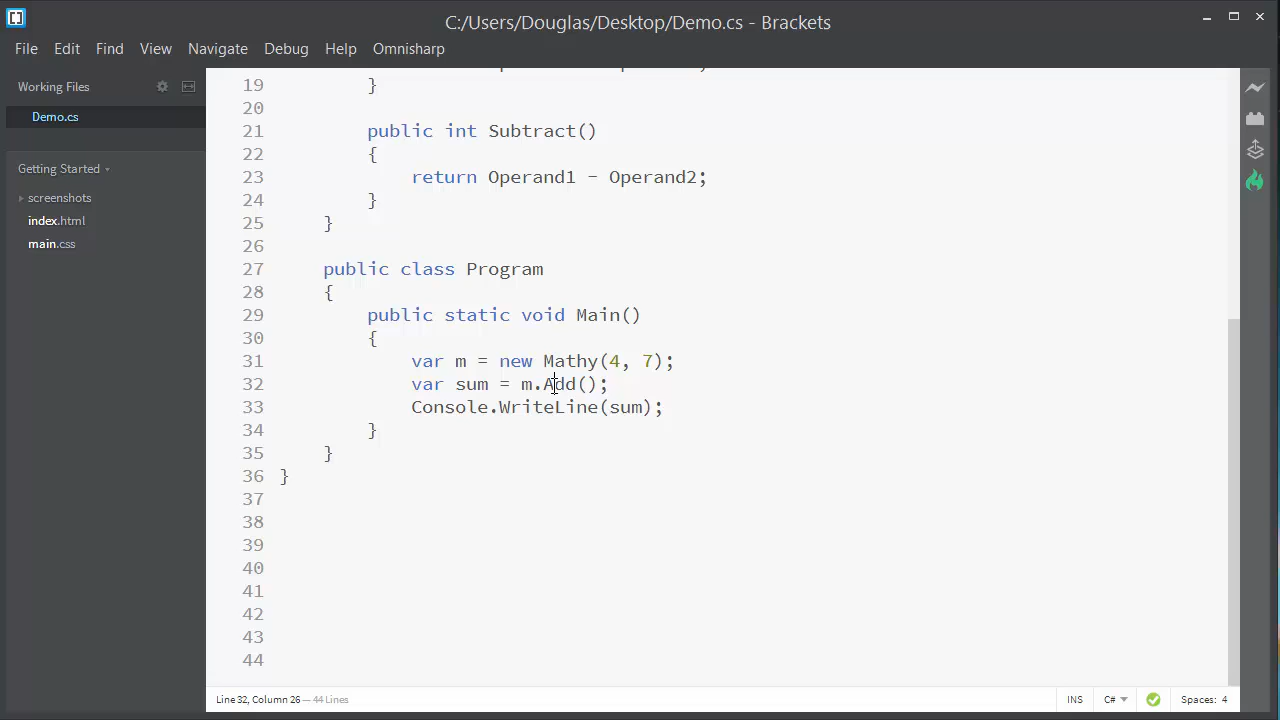 C:/Users/Douglas/Desktop/Demo.cs - Brackets
File Edit Find View Navigate Debug Help Omnisharp
Working Files
Demo.cs
Getting Started
screenshots
index.html
main.css
19 }
20
21 public int Subtract()
22 {
23 return Operand1 - Operand2;
24 }
25 }
26
27 public class Program
28 {
29 public static void Main()
30 {
31 var m = new Mathy(4, 7);
32 var sum = m.Add();
33 Console.WriteLine(sum);
34 }
35 }
36 }
37
38
39
40
41
42
43
44
Line 32, Column 26 — 44 Lines INS C# Spaces: 4